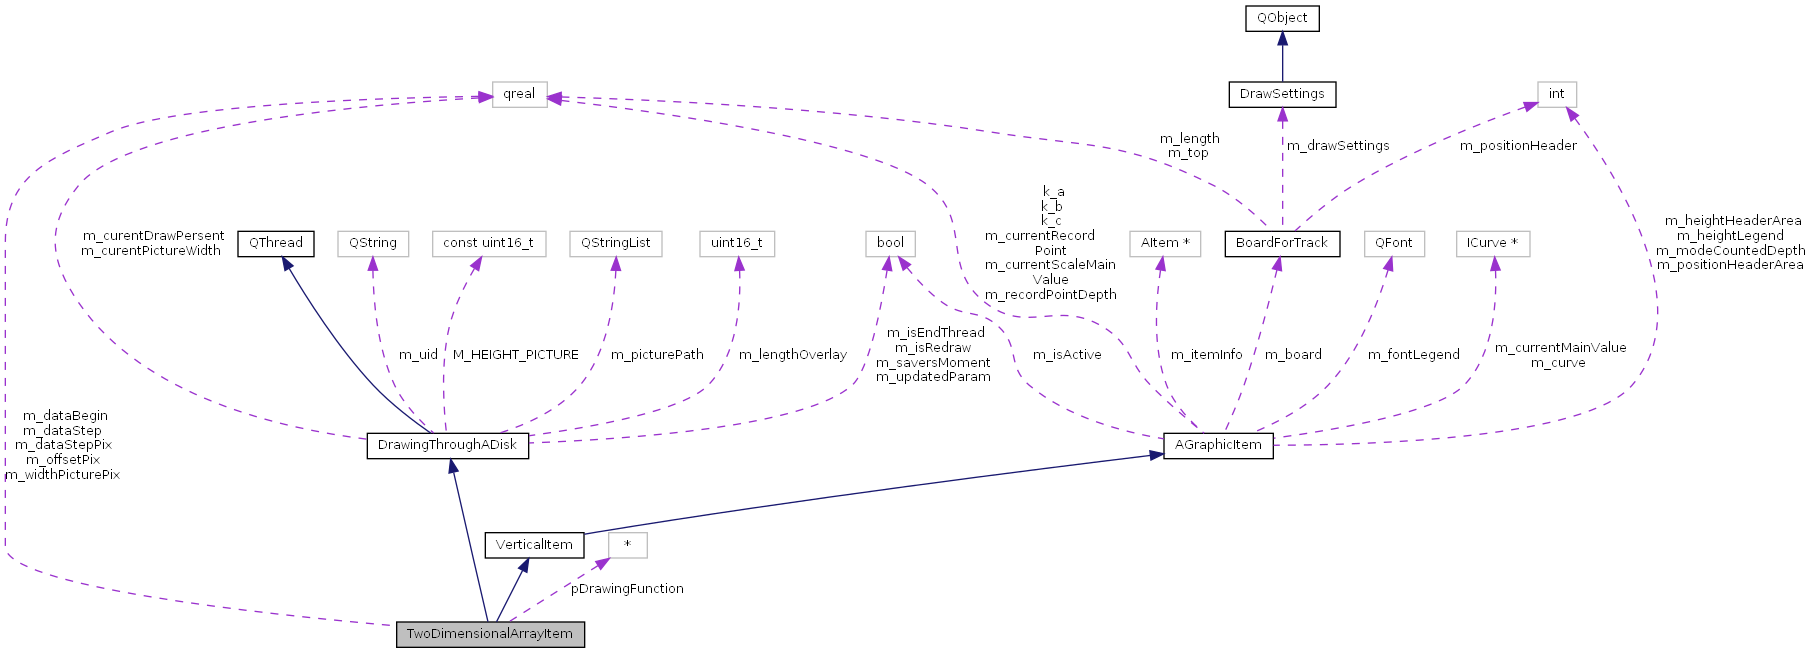 QObject
qreal
DrawSettings
int
m_length
m_top
m_drawSettings
m_positionHeader
k_a
k_b
k_c
m_currentRecord
Point
m_currentScaleMain
Value
m_recordPointDepth
m_heightHeaderArea
m_heightLegend
m_modeCountedDepth
m_positionHeaderArea
m_curentDrawPersent
m_curentPictureWidth
QThread
QString
const uint16_t
QStringList
uint16_t
bool
AItem *
BoardForTrack
QFont
ICurve *
m_uid
M_HEIGHT_PICTURE
m_picturePath
m_lengthOverlay
m_isEndThread
m_isRedraw
m_saversMoment
m_updatedParam
m_isActive
m_itemInfo
m_board
m_fontLegend
m_currentMainValue
m_curve
m_dataBegin
m_dataStep
m_dataStepPix
m_offsetPix
m_widthPicturePix
DrawingThroughADisk
AGraphicItem
VerticalItem
*
pDrawingFunction
TwoDimensionalArrayItem